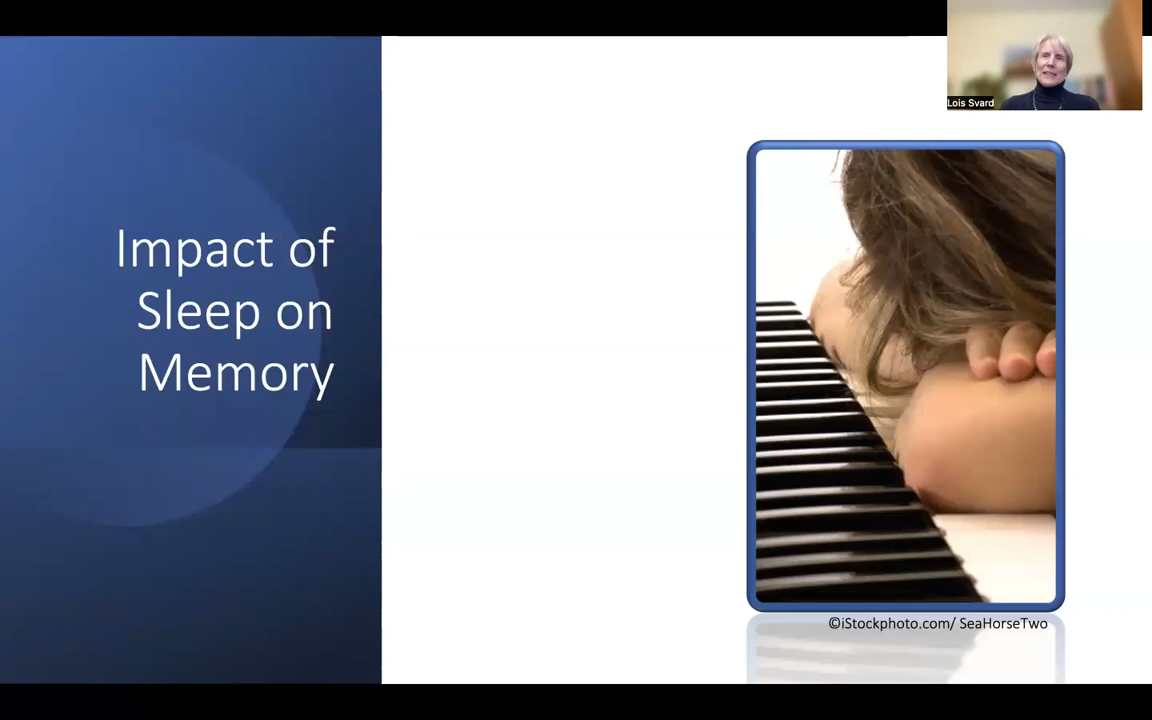 Lois Svard
Impact of
Sleep on
Memory
©iStockphoto.com/ SeaHorseTwo